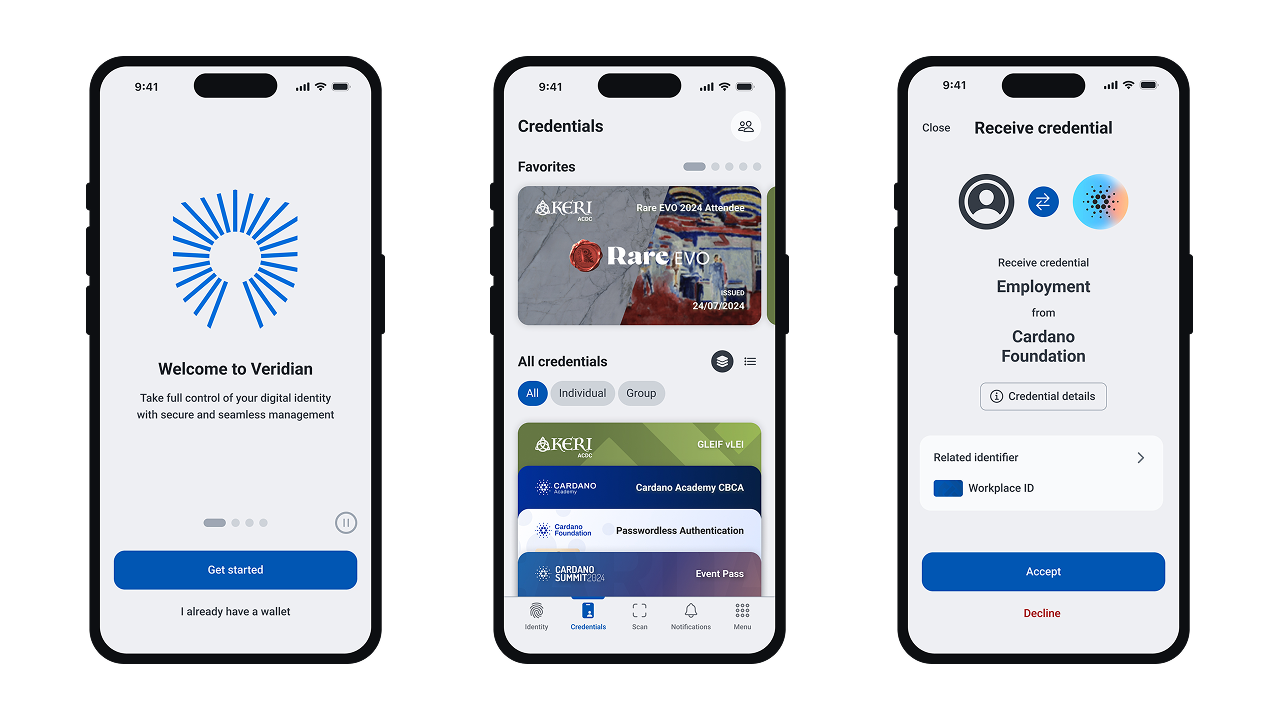 9:41
Welcome to Veridian
Take full control of your digital identity
with secure and seamless management
Get started
I already have a wallet
9:41
Credentials
Favorites
KERI
ACDC
Rare EVO 2024 Attendee
Rare/EVO
ISSUED
24/07/2024
All credentials
All
Individual
Group
KERI
ACDC
GLEIF vLEI
CARDANO
Academy
Cardano Academy CBCA
Cardano
Foundation
Passwordless Authentication
CARDANO
SUMMIT2024
Event Pass
Identity
Credentials
Scan
Notifications
Menu
9:41
Close
Receive credential
Receive credential
Employment
from
Cardano
Foundation
Credential details
Related identifier
Workplace ID
Accept
Decline